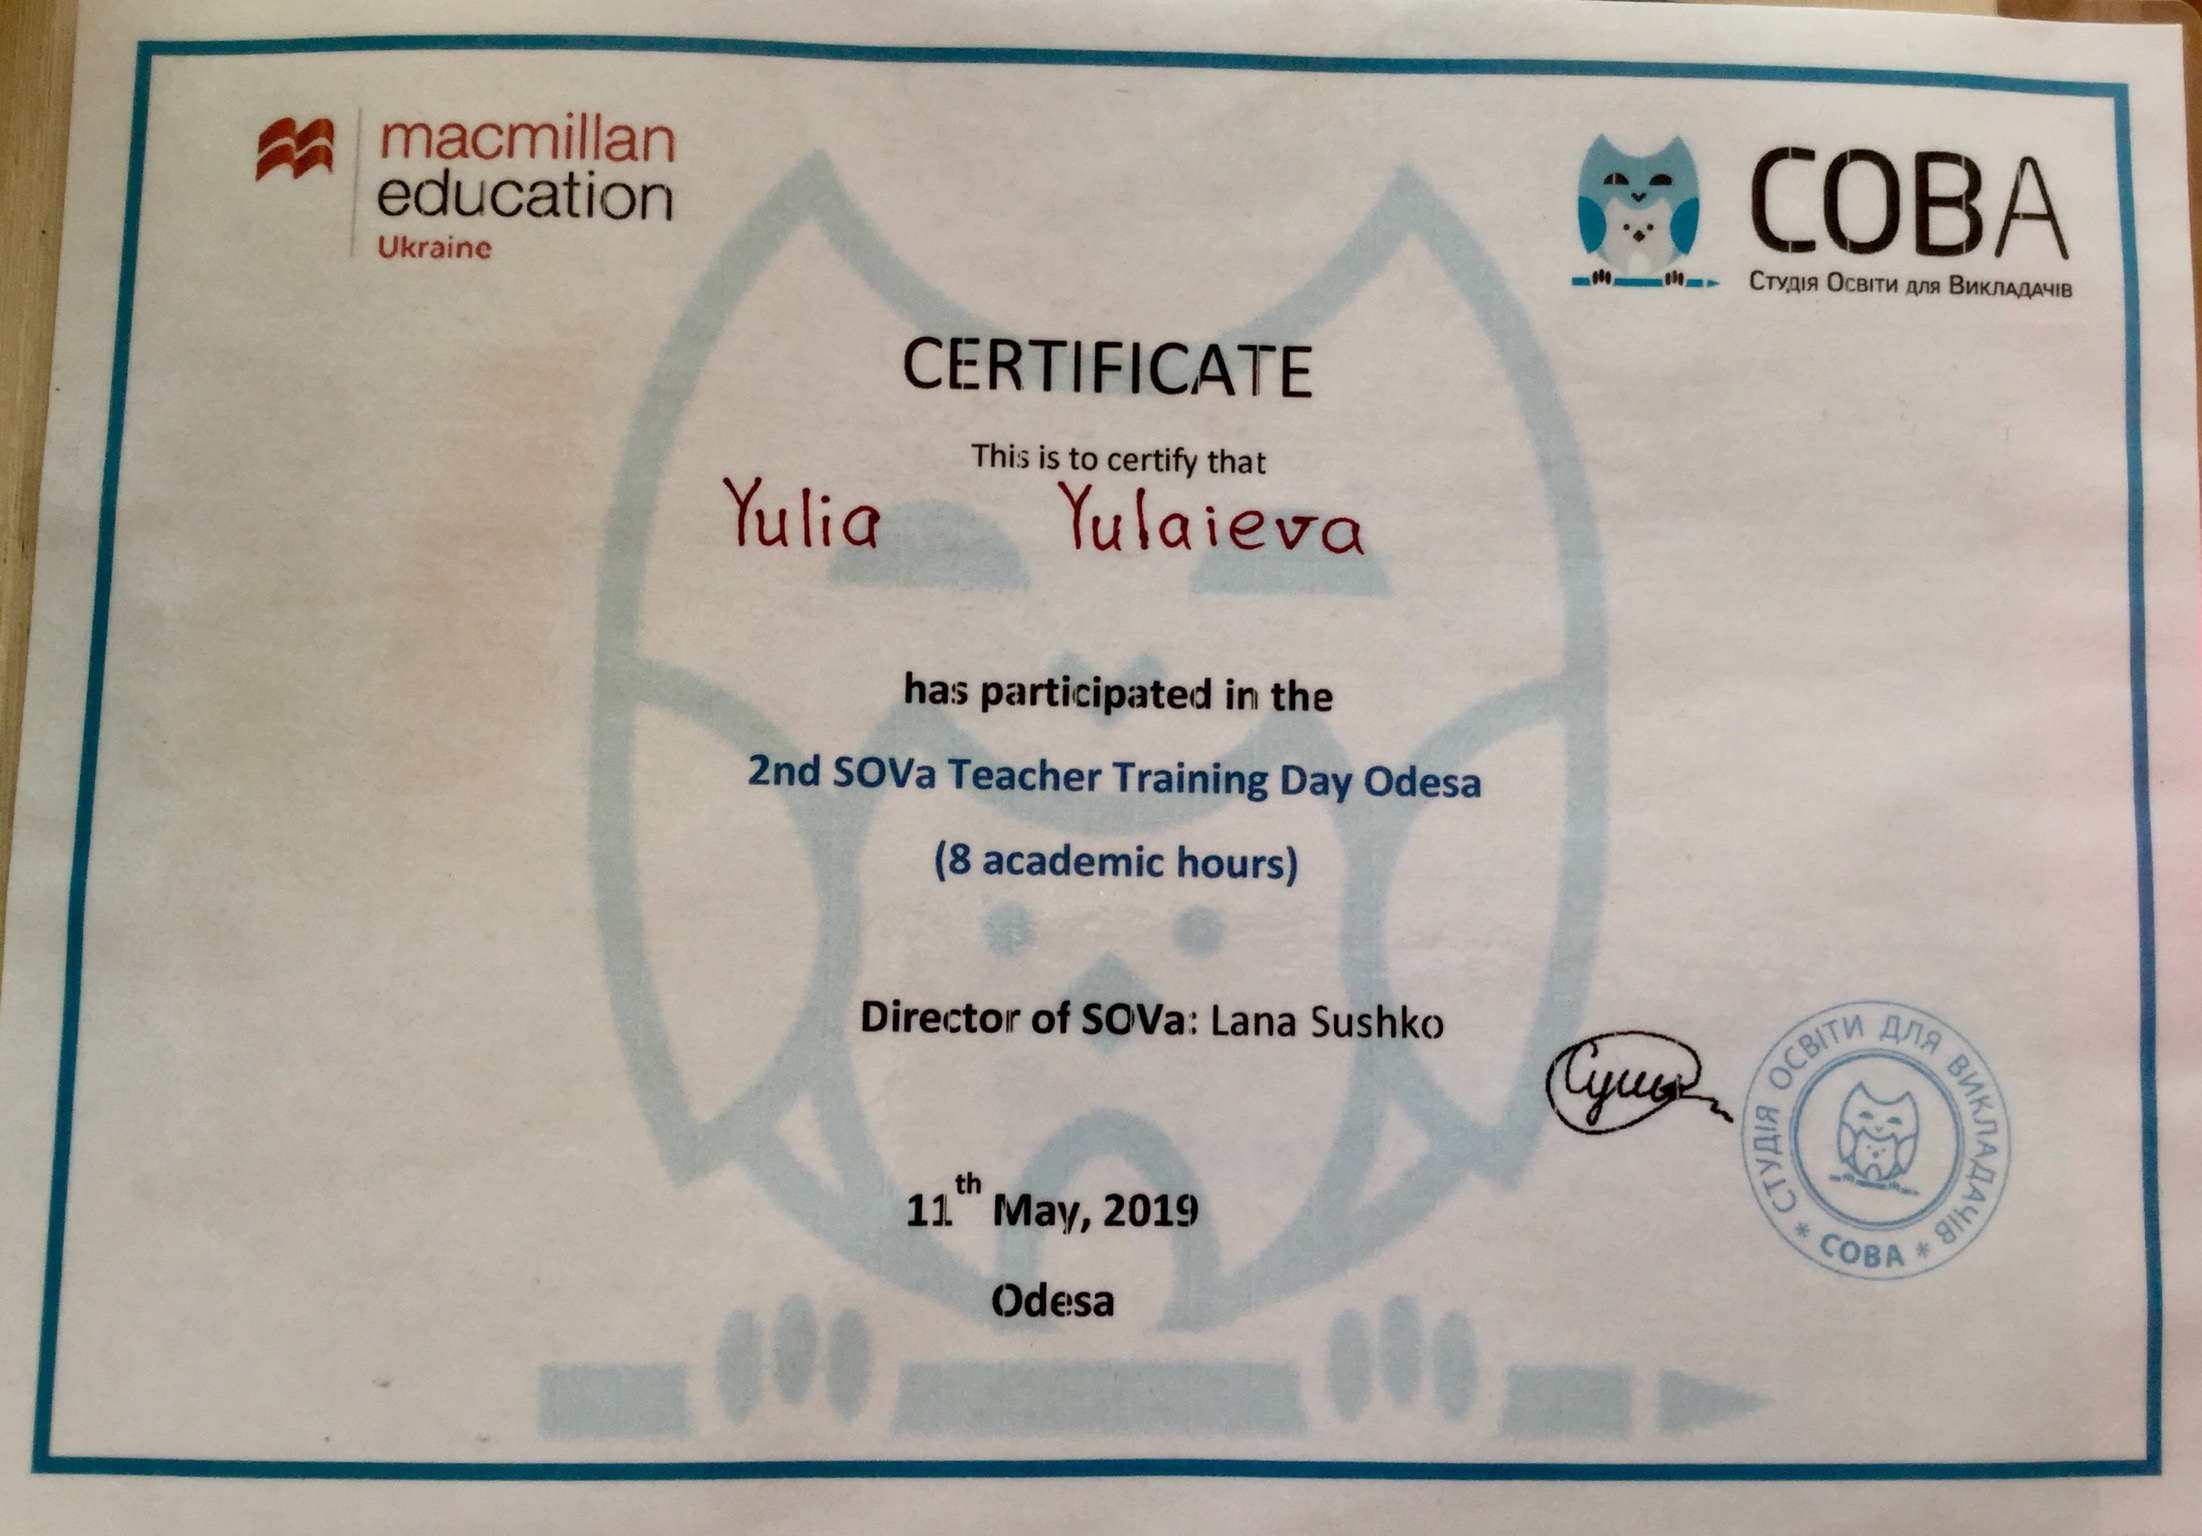 macmillan
education
Ukraine
СОВА
Студія Освіти для Викладачів
CERTIFICATE
This is to certify that
Yulia Yulaieva
has participated in the
2nd SOVa Teacher Training Day Odesa
(8 academic hours)
Director of SOVa: Lana Sushko
СТУДІЯ ОСВІТИ ДЛЯ ВИКЛАДАЧІВ
* СОВА *
11th May, 2019
Odesa